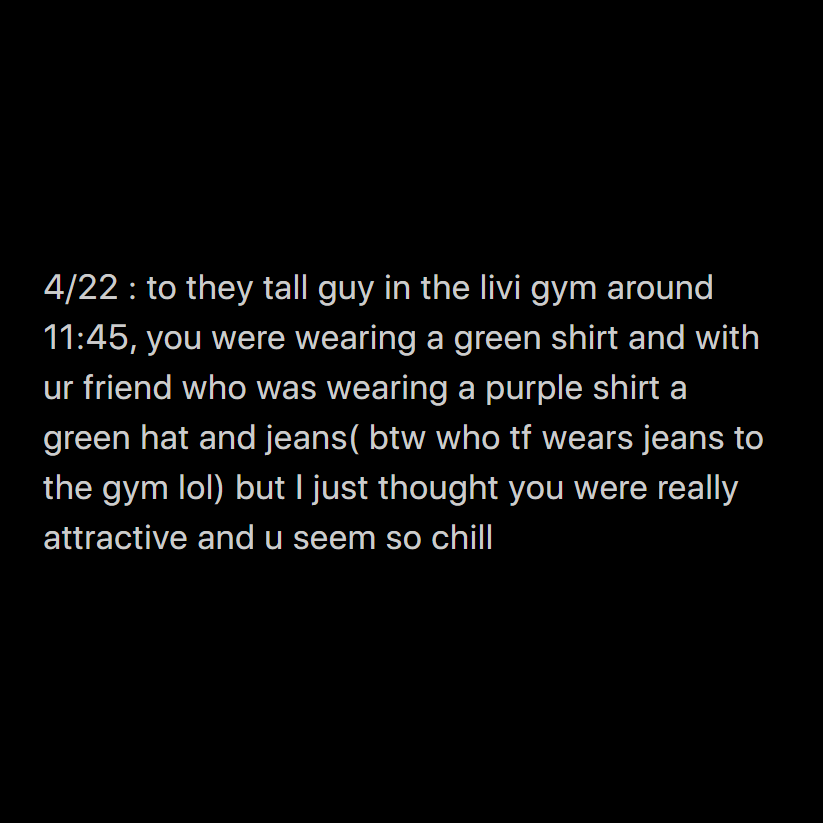 4/22 : to they tall guy in the livi gym around
11:45, you were wearing a green shirt and with
ur friend who was wearing a purple shirt a
green hat and jeans( btw who tf wears jeans to
the gym lol) but I just thought you were really
attractive and u seem so chill